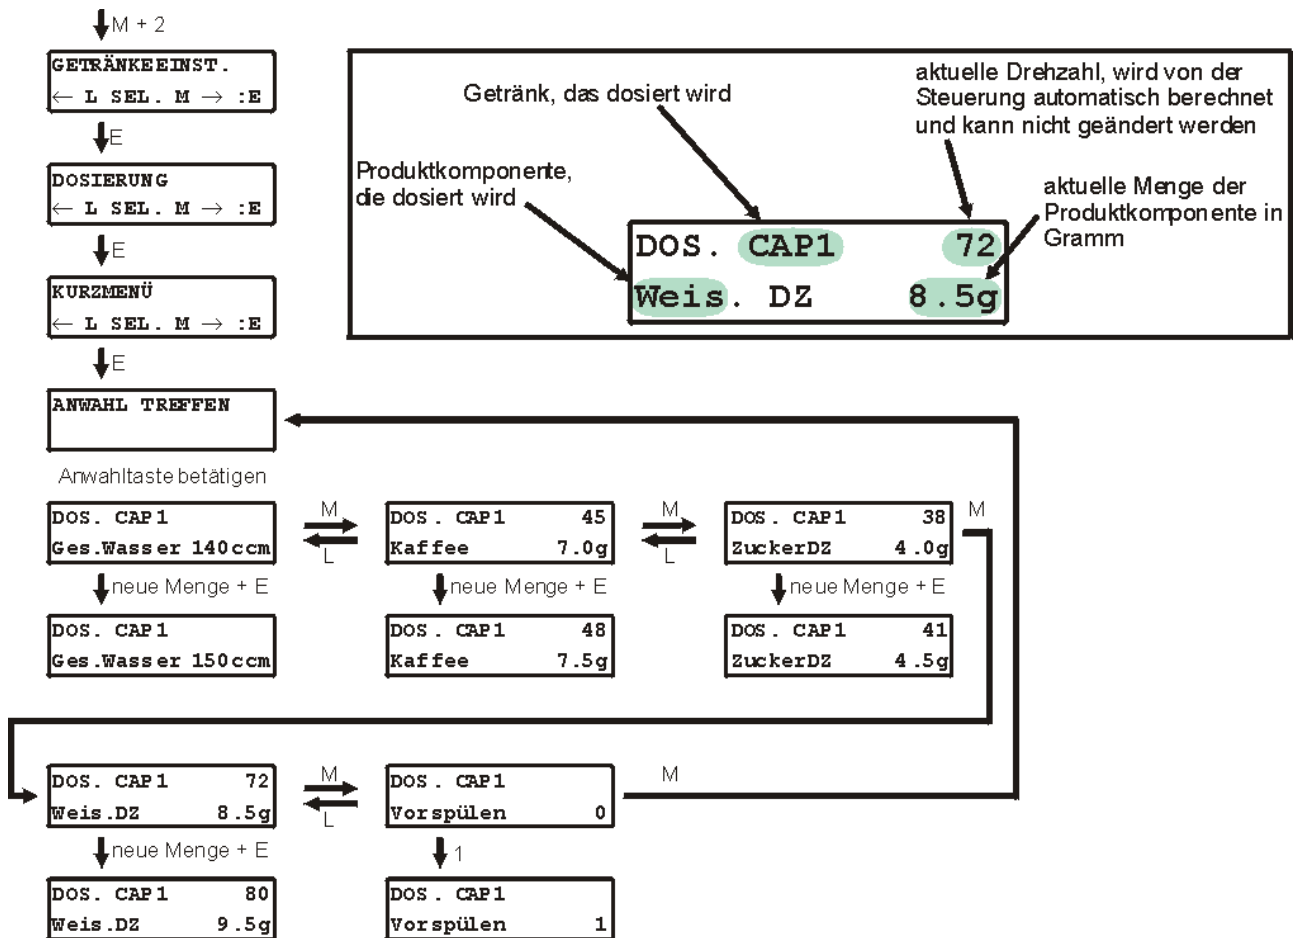 M + 2
GETRÄNKEEINST.
← L SEL. M → :E
E
DOSIERUNG
← L SEL. M → :E
E
KURZMENÜ
← L SEL. M → :E
E
ANWAHL TREFFEN
Anwahltaste betätigen
Getränk, das dosiert wird
aktuelle Drehzahl, wird von der
Steuerung automatisch berechnet
und kann nicht geändert werden
Produktkomponente,
die dosiert wird
aktuelle Menge der
Produktkomponente in
Gramm
DOS. CAP1 72
Weis. DZ 8.5g
DOS. CAP1
Ges.Wasser 140ccm
M
L
DOS. CAP1 45
Kaffee 7.0g
M
L
DOS. CAP1 38
ZuckerDZ 4.0g
M
neue Menge + E
neue Menge + E
neue Menge + E
DOS. CAP1
Ges.Wasser 150ccm
DOS. CAP1 48
Kaffee 7.5g
DOS. CAP1 41
ZuckerDZ 4.5g
DOS. CAP1 72
Weis.DZ 8.5g
M
L
DOS. CAP1
Vorspülen 0
M
neue Menge + E
1
DOS. CAP1 80
Weis.DZ 9.5g
DOS. CAP1
Vorspülen 1